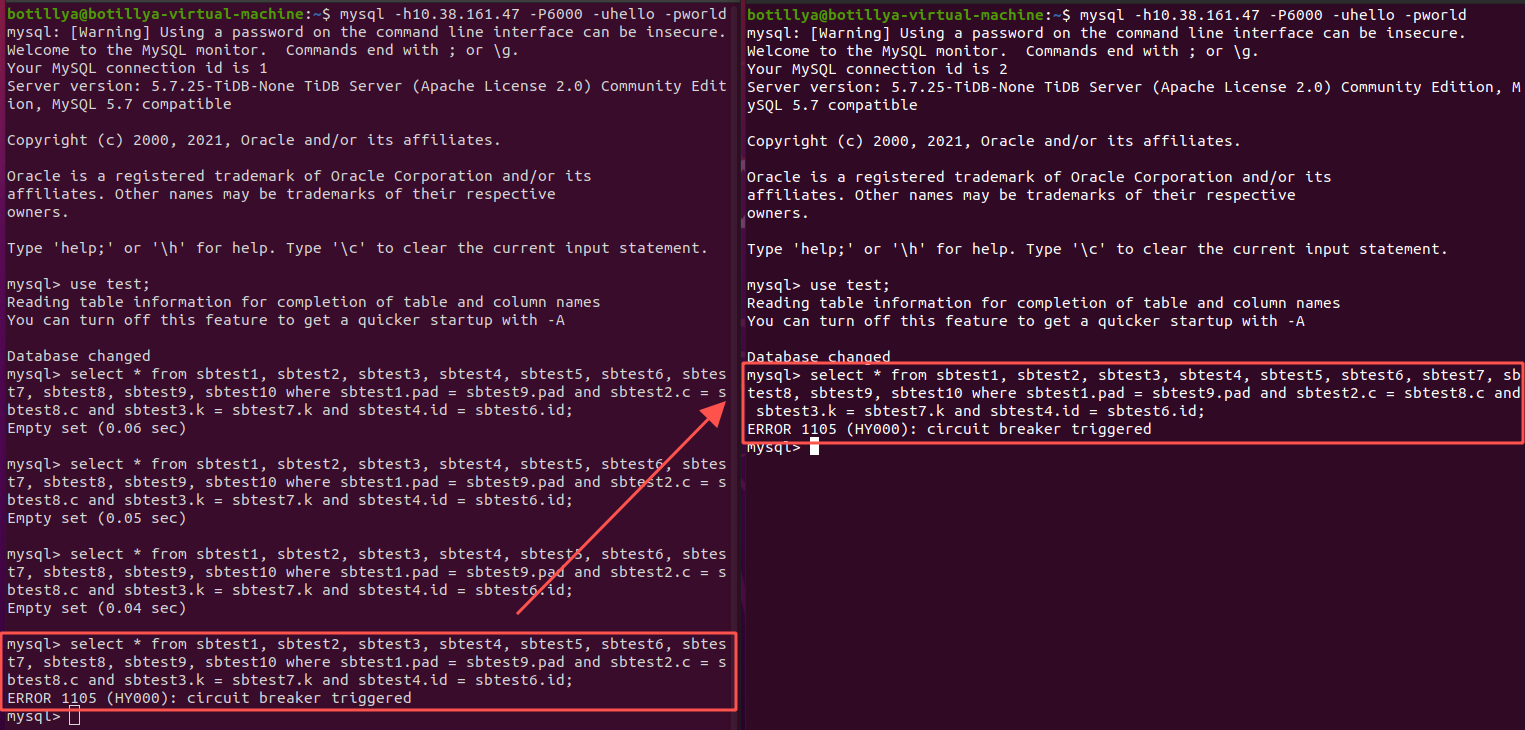 botillya@botillya-virtual-machine:~$ mysql -h10.38.161.47 -P6000 -uhello -pworld
mysql: [Warning] Using a password on the command line interface can be insecure.
Welcome to the MySQL monitor.  Commands end with ; or \g.
Your MySQL connection id is 1
Server version: 5.7.25-TiDB-None TiDB Server (Apache License 2.0) Community Edit
ion, MySQL 5.7 compatible

Copyright (c) 2000, 2021, Oracle and/or its affiliates.

Oracle is a registered trademark of Oracle Corporation and/or its
affiliates. Other names may be trademarks of their respective
owners.

Type 'help;' or '\h' for help. Type '\c' to clear the current input statement.

mysql> use test;
Reading table information for completion of table and column names
You can turn off this feature to get a quicker startup with -A

Database changed
mysql> select * from sbtest1, sbtest2, sbtest3, sbtest4, sbtest5, sbtest6, sbtes
t7, sbtest8, sbtest9, sbtest10 where sbtest1.pad = sbtest9.pad and sbtest2.c = s
btest8.c and sbtest3.k = sbtest7.k and sbtest4.id = sbtest6.id;
Empty set (0.06 sec)

mysql> select * from sbtest1, sbtest2, sbtest3, sbtest4, sbtest5, sbtest6, sbtes
t7, sbtest8, sbtest9, sbtest10 where sbtest1.pad = sbtest9.pad and sbtest2.c = s
btest8.c and sbtest3.k = sbtest7.k and sbtest4.id = sbtest6.id;
Empty set (0.05 sec)

mysql> select * from sbtest1, sbtest2, sbtest3, sbtest4, sbtest5, sbtest6, sbtes
t7, sbtest8, sbtest9, sbtest10 where sbtest1.pad = sbtest9.pad and sbtest2.c = s
btest8.c and sbtest3.k = sbtest7.k and sbtest4.id = sbtest6.id;
Empty set (0.04 sec)

mysql> select * from sbtest1, sbtest2, sbtest3, sbtest4, sbtest5, sbtest6, sbtes
t7, sbtest8, sbtest9, sbtest10 where sbtest1.pad = sbtest9.pad and sbtest2.c = s
btest8.c and sbtest3.k = sbtest7.k and sbtest4.id = sbtest6.id;
ERROR 1105 (HY000): circuit breaker triggered
mysql>

botillya@botillya-virtual-machine:~$ mysql -h10.38.161.47 -P6000 -uhello -pworld
mysql: [Warning] Using a password on the command line interface can be insecure.
Welcome to the MySQL monitor.  Commands end with ; or \g.
Your MySQL connection id is 2
Server version: 5.7.25-TiDB-None TiDB Server (Apache License 2.0) Community Edition, M
ySQL 5.7 compatible

Copyright (c) 2000, 2021, Oracle and/or its affiliates.

Oracle is a registered trademark of Oracle Corporation and/or its
affiliates. Other names may be trademarks of their respective
owners.

Type 'help;' or '\h' for help. Type '\c' to clear the current input statement.

mysql> use test;
Reading table information for completion of table and column names
You can turn off this feature to get a quicker startup with -A

Database changed
mysql> select * from sbtest1, sbtest2, sbtest3, sbtest4, sbtest5, sbtest6, sbtest7, sb
test8, sbtest9, sbtest10 where sbtest1.pad = sbtest9.pad and sbtest2.c = sbtest8.c and
 sbtest3.k = sbtest7.k and sbtest4.id = sbtest6.id;
ERROR 1105 (HY000): circuit breaker triggered
mysql>